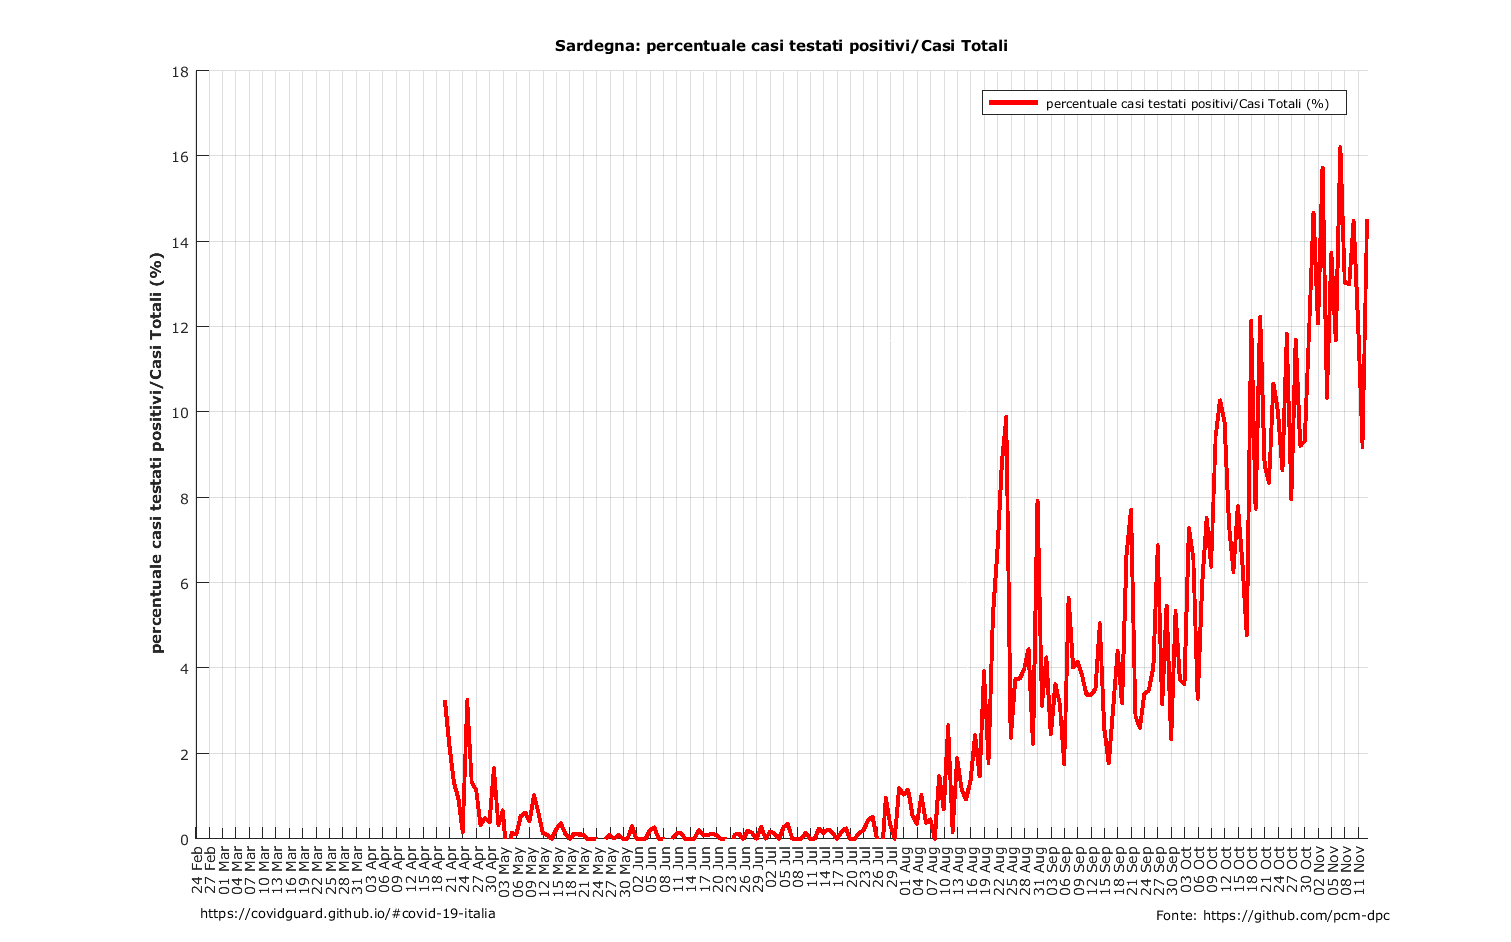 Sardegna: percentuale casi testati positivi/Casi Totali
percentuale casi testati positivi/Casi Totali (%)
percentuale casi testati positivi/Casi Totali (%)
18
16
14
12
10
8
6
4
2
0
24 Feb
27 Feb
01 Mar
04 Mar
07 Mar
10 Mar
13 Mar
16 Mar
19 Mar
22 Mar
25 Mar
28 Mar
31 Mar
03 Apr
06 Apr
09 Apr
12 Apr
15 Apr
18 Apr
21 Apr
24 Apr
27 Apr
30 Apr
03 May
06 May
09 May
12 May
15 May
18 May
21 May
24 May
27 May
30 May
02 Jun
05 Jun
08 Jun
11 Jun
14 Jun
17 Jun
20 Jun
23 Jun
26 Jun
29 Jun
02 Jul
05 Jul
08 Jul
11 Jul
14 Jul
17 Jul
20 Jul
23 Jul
26 Jul
29 Jul
01 Aug
04 Aug
07 Aug
10 Aug
13 Aug
16 Aug
19 Aug
22 Aug
25 Aug
28 Aug
31 Aug
03 Sep
06 Sep
09 Sep
12 Sep
15 Sep
18 Sep
21 Sep
24 Sep
27 Sep
30 Sep
03 Oct
06 Oct
09 Oct
12 Oct
15 Oct
18 Oct
21 Oct
24 Oct
27 Oct
30 Oct
02 Nov
05 Nov
08 Nov
11 Nov
https://covidguard.github.io/#covid-19-italia
Fonte: https://github.com/pcm-dpc